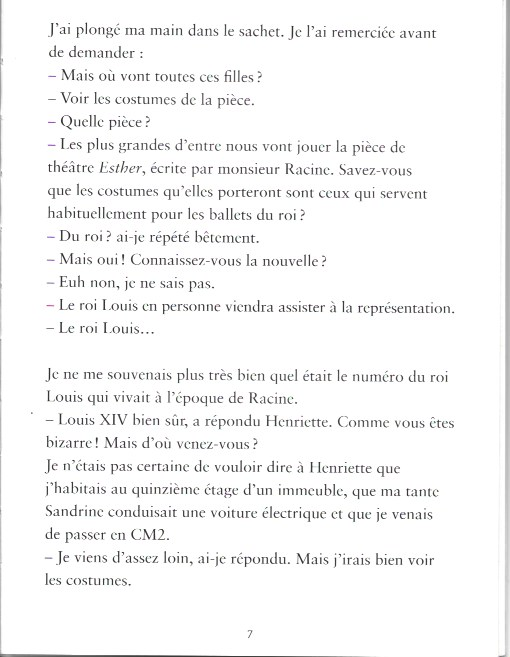 J'ai plongé ma main dans le sachet. Je l'ai remerciée avant
de demander :
– Mais où vont toutes ces filles ?
– Voir les costumes de la pièce.
– Quelle pièce ?
– Les plus grandes d'entre nous vont jouer la pièce de
théâtre Esther, écrite par monsieur Racine. Savez-vous
que les costumes qu'elles porteront sont ceux qui servent
habituellement pour les ballets du roi ?
– Du roi ? ai-je répété bêtement.
– Mais oui ! Connaissez-vous la nouvelle ?
– Euh non, je ne sais pas.
– Le roi Louis en personne viendra assister à la représentation.
– Le roi Louis…
Je ne me souvenais plus très bien quel était le numéro du roi
Louis qui vivait à l'époque de Racine.
– Louis XIV bien sûr, a répondu Henriette. Comme vous êtes
bizarre ! Mais d'où venez-vous ?
Je n'étais pas certaine de vouloir dire à Henriette que
j'habitais au quinzième étage d'un immeuble, que ma tante
Sandrine conduisait une voiture électrique et que je venais
de passer en CM2.
– Je viens d'assez loin, ai-je répondu. Mais j'irais bien voir
les costumes.
7